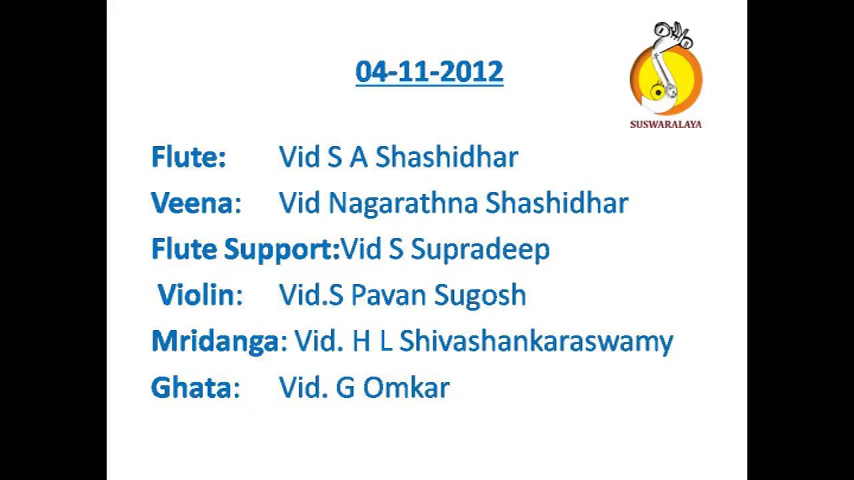 04-11-2012
SUSWARALAYA
Flute: Vid S A Shashidhar
Veena: Vid Nagarathna Shashidhar
Flute Support:Vid S Supradeep
Violin: Vid.S Pavan Sugosh
Mridanga: Vid. H L Shivashankaraswamy
Ghata: Vid. G Omkar